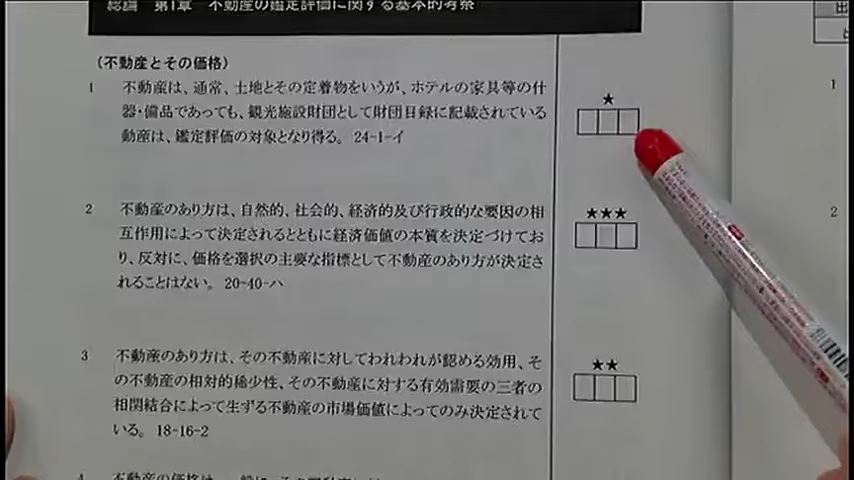 総論 第1章 不動産の鑑定評価に関する基本的考察
(不動産とその価格)
1 不動産は、通常、土地とその定着物をいうが、ホテルの家具等の什
器・備品であっても、観光施設財団として財団目録に記載されている
動産は、鑑定評価の対象となり得る。 24-1-イ
★
2 不動産のあり方は、自然的、社会的、経済的及び行政的な要因の相
互作用によって決定されるとともに経済価値の本質を決定づけてお
り、反対に、価格を選択の主要な指標として不動産のあり方が決定さ
れることはない。 20-40-ハ
★★★
3 不動産のあり方は、その不動産に対してわれわれが認める効用、そ
の不動産の相対的稀少性、その不動産に対する有効需要の三者の
相関結合によって生ずる不動産の市場価値によってのみ決定されて
いる。 18-16-2
★★
4 不動産の価格は、一般に、
1
2